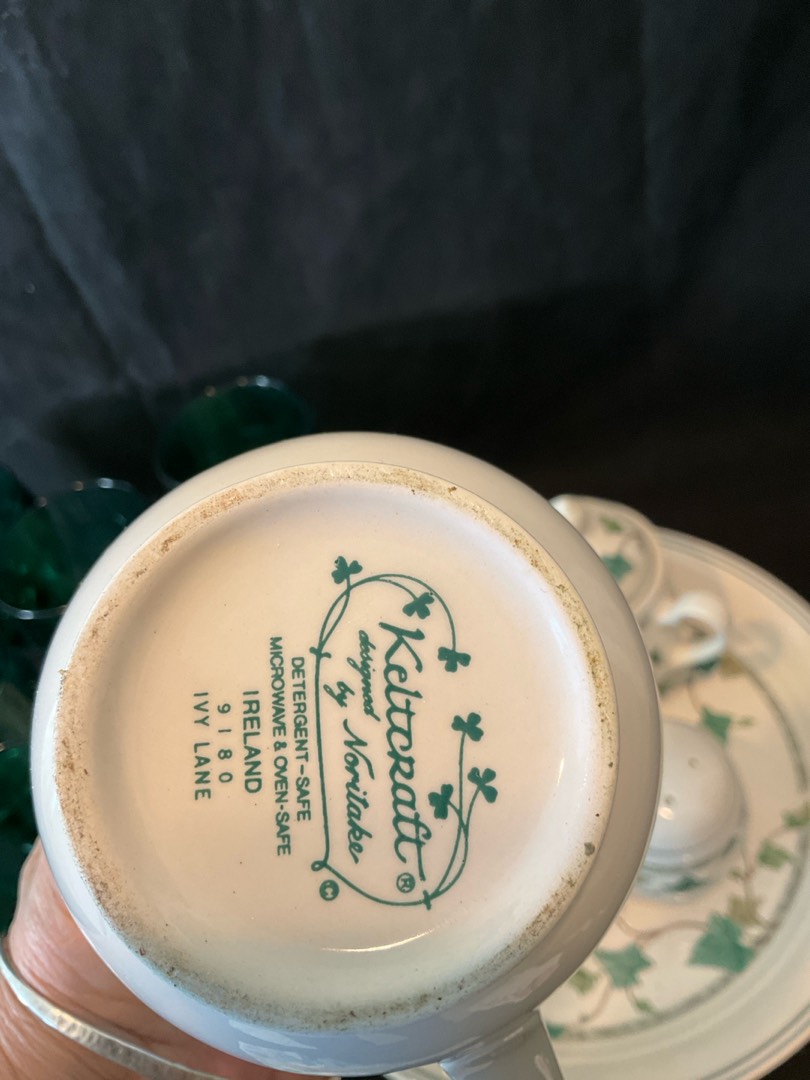 Keltcraft®
designed by Noritake
©
DETERGENT-SAFE
MICROWAVE & OVEN-SAFE
IRELAND
9180
IVY LANE